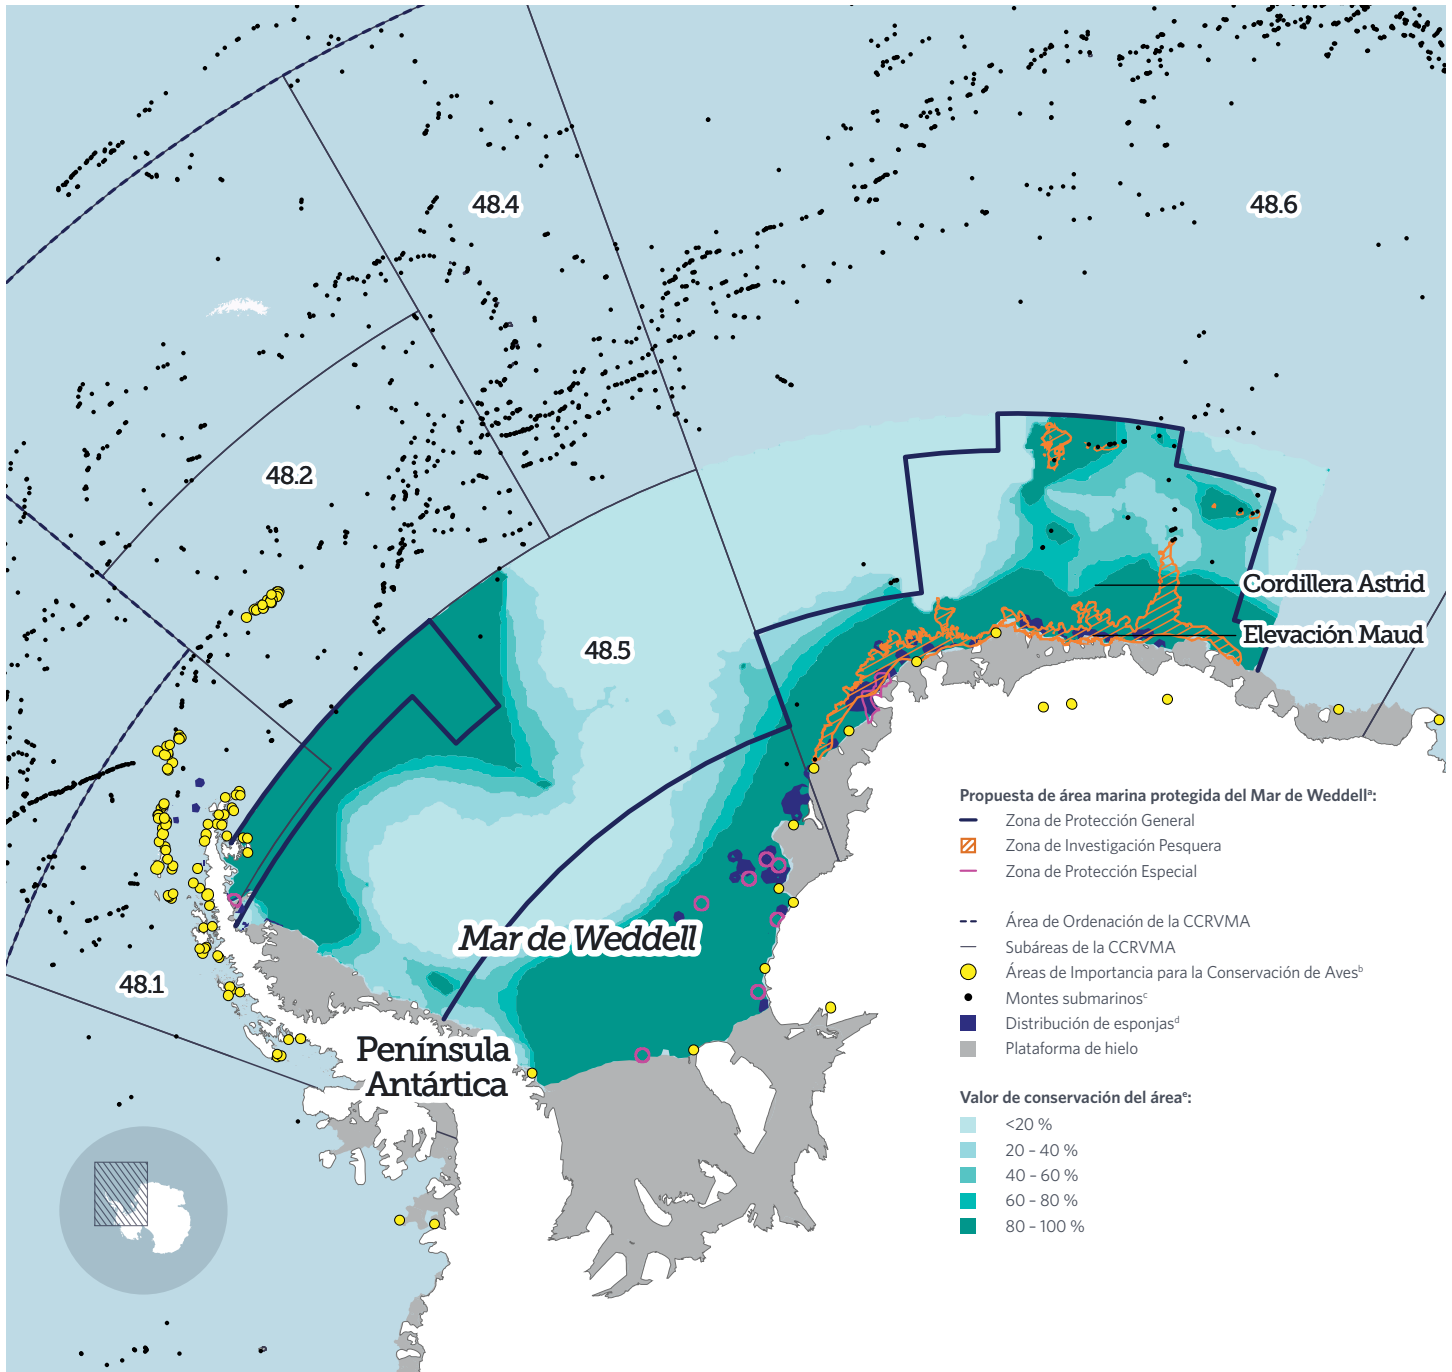 48.4
48.6
48.2
Cordillera Astrid
Elevación Maud
48.5
Mar de Weddell
48.1
Península
Antártica
Propuesta de área marina protegida del Mar de Weddellᵃ:
Zona de Protección General
Zona de Investigación Pesquera
Zona de Protección Especial
Área de Ordenación de la CCRVMA
Subáreas de la CCRVMA
Áreas de Importancia para la Conservación de Avesᵇ
Montes submarinosᶜ
Distribución de esponjasᵈ
Plataforma de hielo
Valor de conservación del áreaᵉ:
<20 %
20 – 40 %
40 – 60 %
60 – 80 %
80 – 100 %